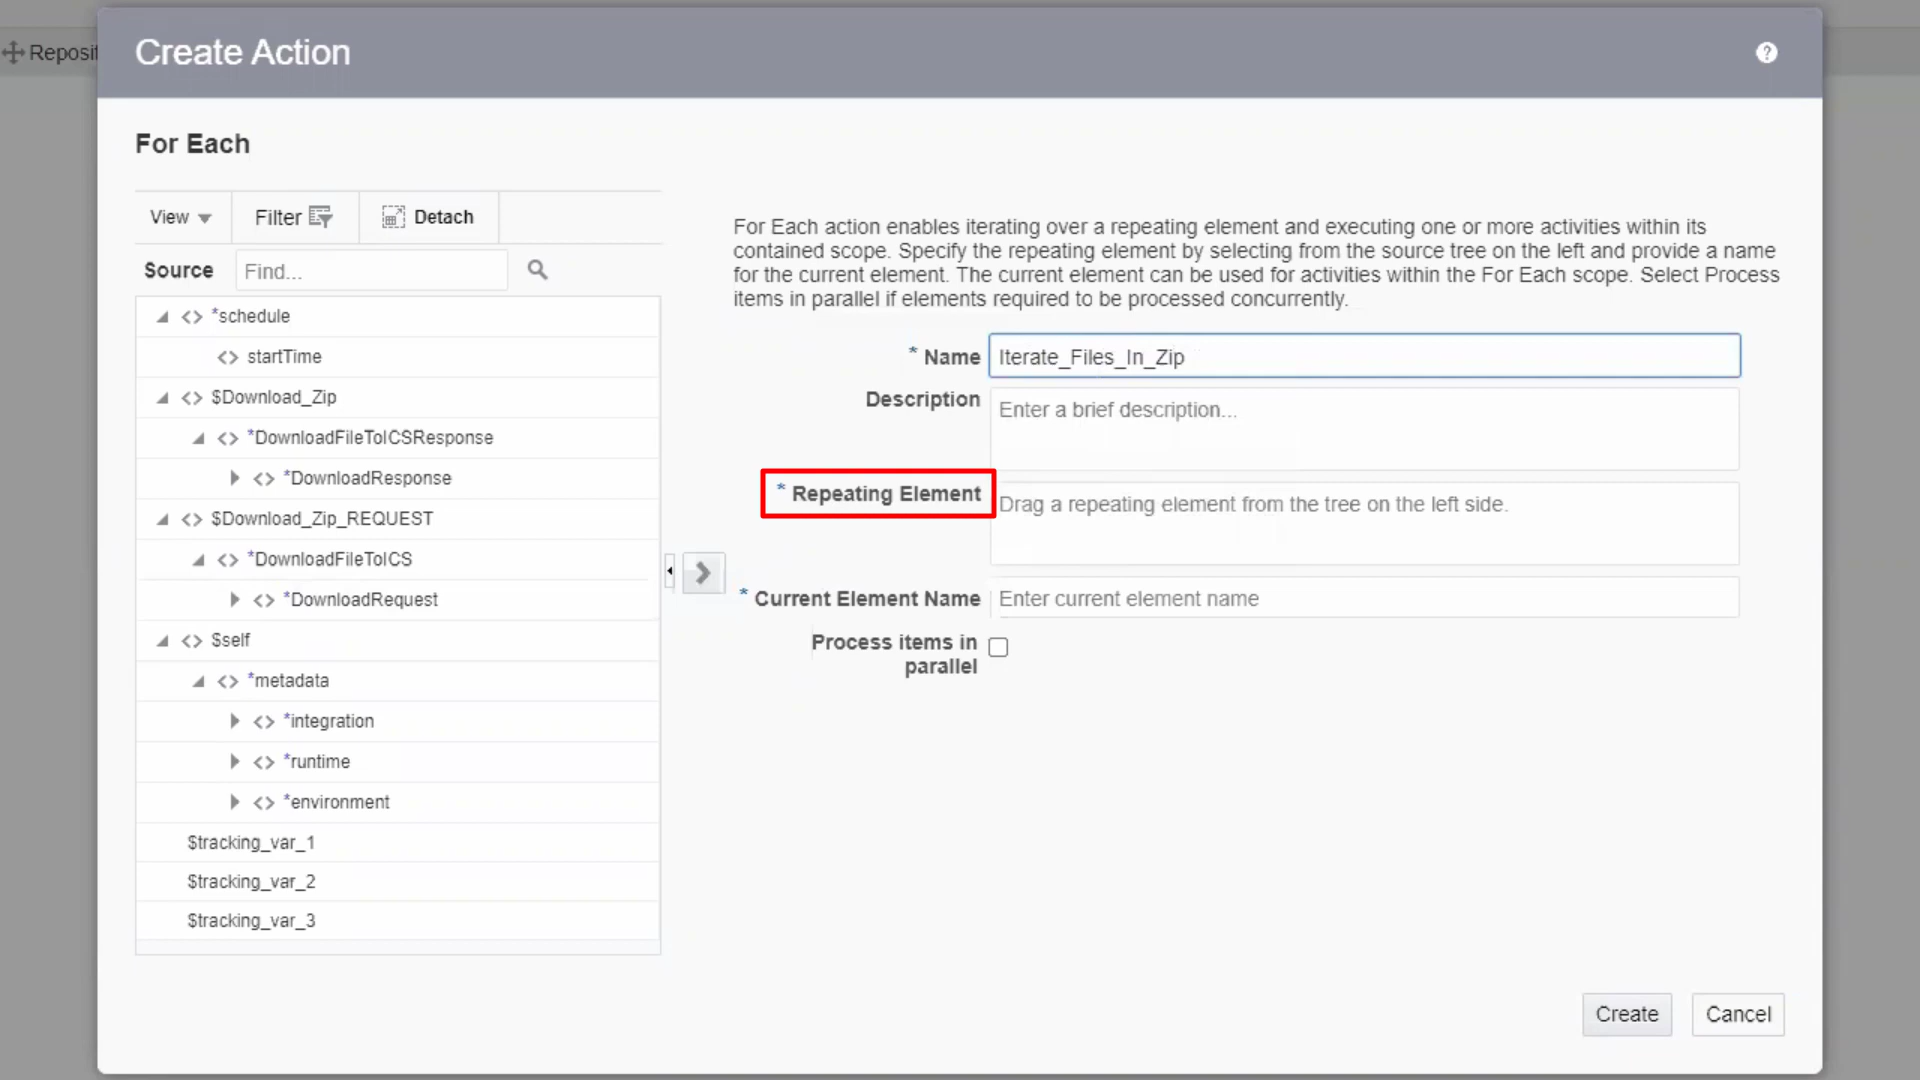 Reposit
Create Action
For Each
View
Filter
Detach
Source
Find...
*schedule
startTime
$Download_Zip
*DownloadFileToICSResponse
*DownloadResponse
$Download_Zip_REQUEST
*DownloadFileToICS
*DownloadRequest
$self
*metadata
*integration
*runtime
*environment
$tracking_var_1
$tracking_var_2
$tracking_var_3
For Each action enables iterating over a repeating element and executing one or more activities within its
contained scope. Specify the repeating element by selecting from the source tree on the left and provide a name
for the current element. The current element can be used for activities within the For Each scope. Select Process
items in parallel if elements required to be processed concurrently.
* Name
Iterate_Files_In_Zip
Description
Enter a brief description...
* Repeating Element
Drag a repeating element from the tree on the left side.
* Current Element Name
Enter current element name
Process items in
parallel
Create
Cancel